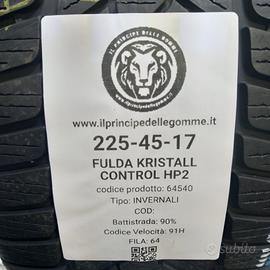 IL PRINCIPE DELLE GOMME
www.ilprincipedellegomme.it
225-45-17
FULDA KRISTALL
CONTROL HP2
codice prodotto: 64540
Tipo: INVERNALI
COD:
Battistrada: 90%
Codice Velocità: 91H
FILA: 64
subito